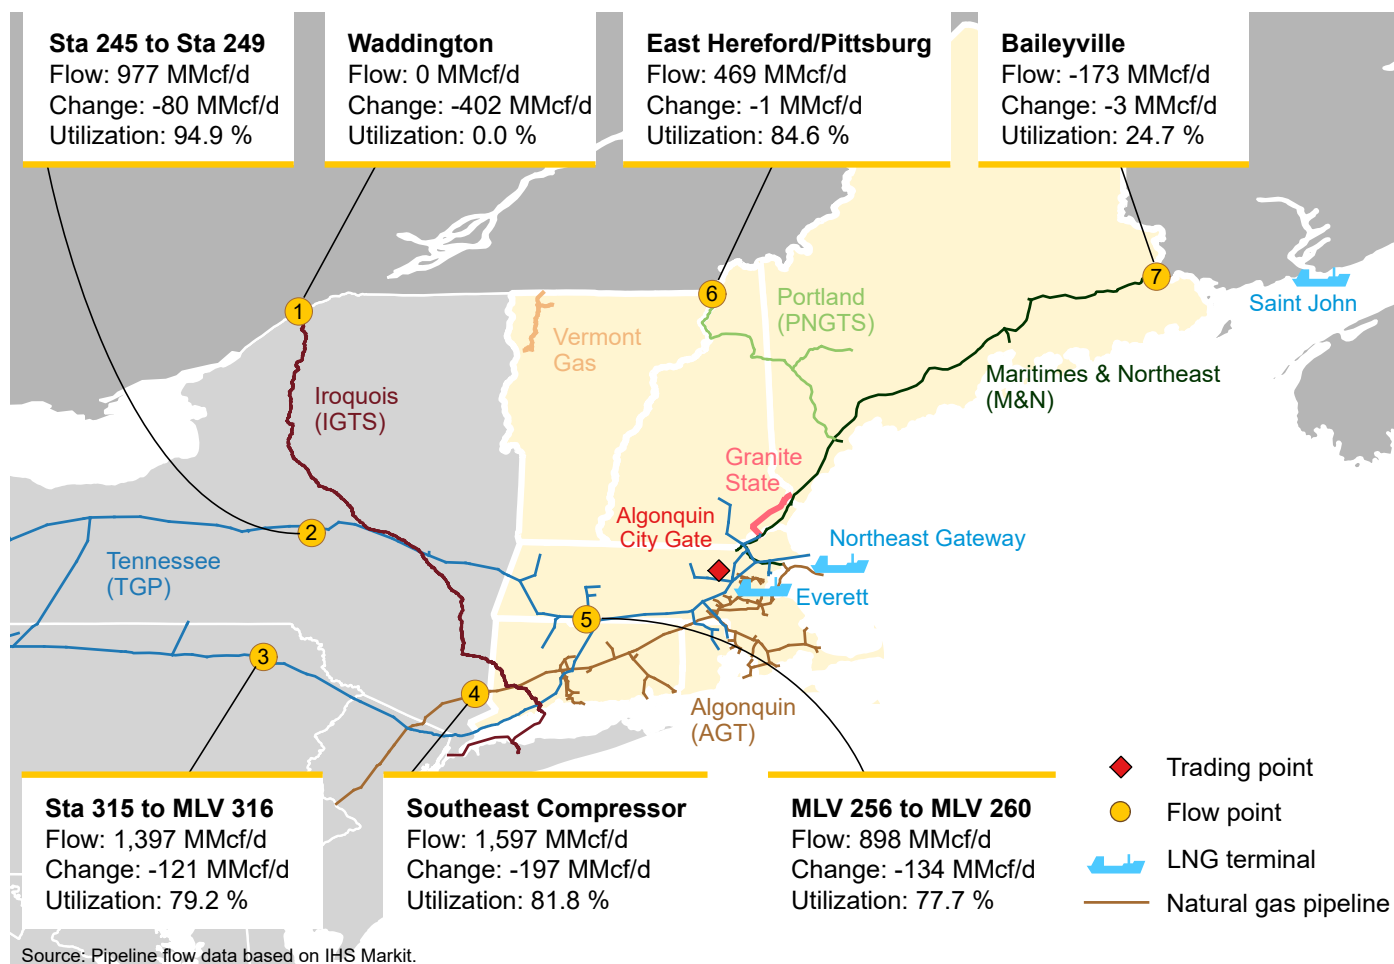 Sta 245 to Sta 249
Flow: 977 MMcf/d
Change: -80 MMcf/d
Utilization: 94.9 %
Waddington
Flow: 0 MMcf/d
Change: -402 MMcf/d
Utilization: 0.0 %
East Hereford/Pittsburg
Flow: 469 MMcf/d
Change: -1 MMcf/d
Utilization: 84.6 %
Baileyville
Flow: -173 MMcf/d
Change: -3 MMcf/d
Utilization: 24.7 %
1
6
7
Saint John
Portland
(PNGTS)
Vermont
Gas
Maritimes & Northeast
(M&N)
Iroquois
(IGTS)
Granite
State
Algonquin
City Gate
2
Northeast Gateway
Tennessee
(TGP)
Everett
5
3
4
Algonquin
(AGT)
Sta 315 to MLV 316
Flow: 1,397 MMcf/d
Change: -121 MMcf/d
Utilization: 79.2 %
Southeast Compressor
Flow: 1,597 MMcf/d
Change: -197 MMcf/d
Utilization: 81.8 %
MLV 256 to MLV 260
Flow: 898 MMcf/d
Change: -134 MMcf/d
Utilization: 77.7 %
Trading point
Flow point
LNG terminal
Natural gas pipeline
Source: Pipeline flow data based on IHS Markit.